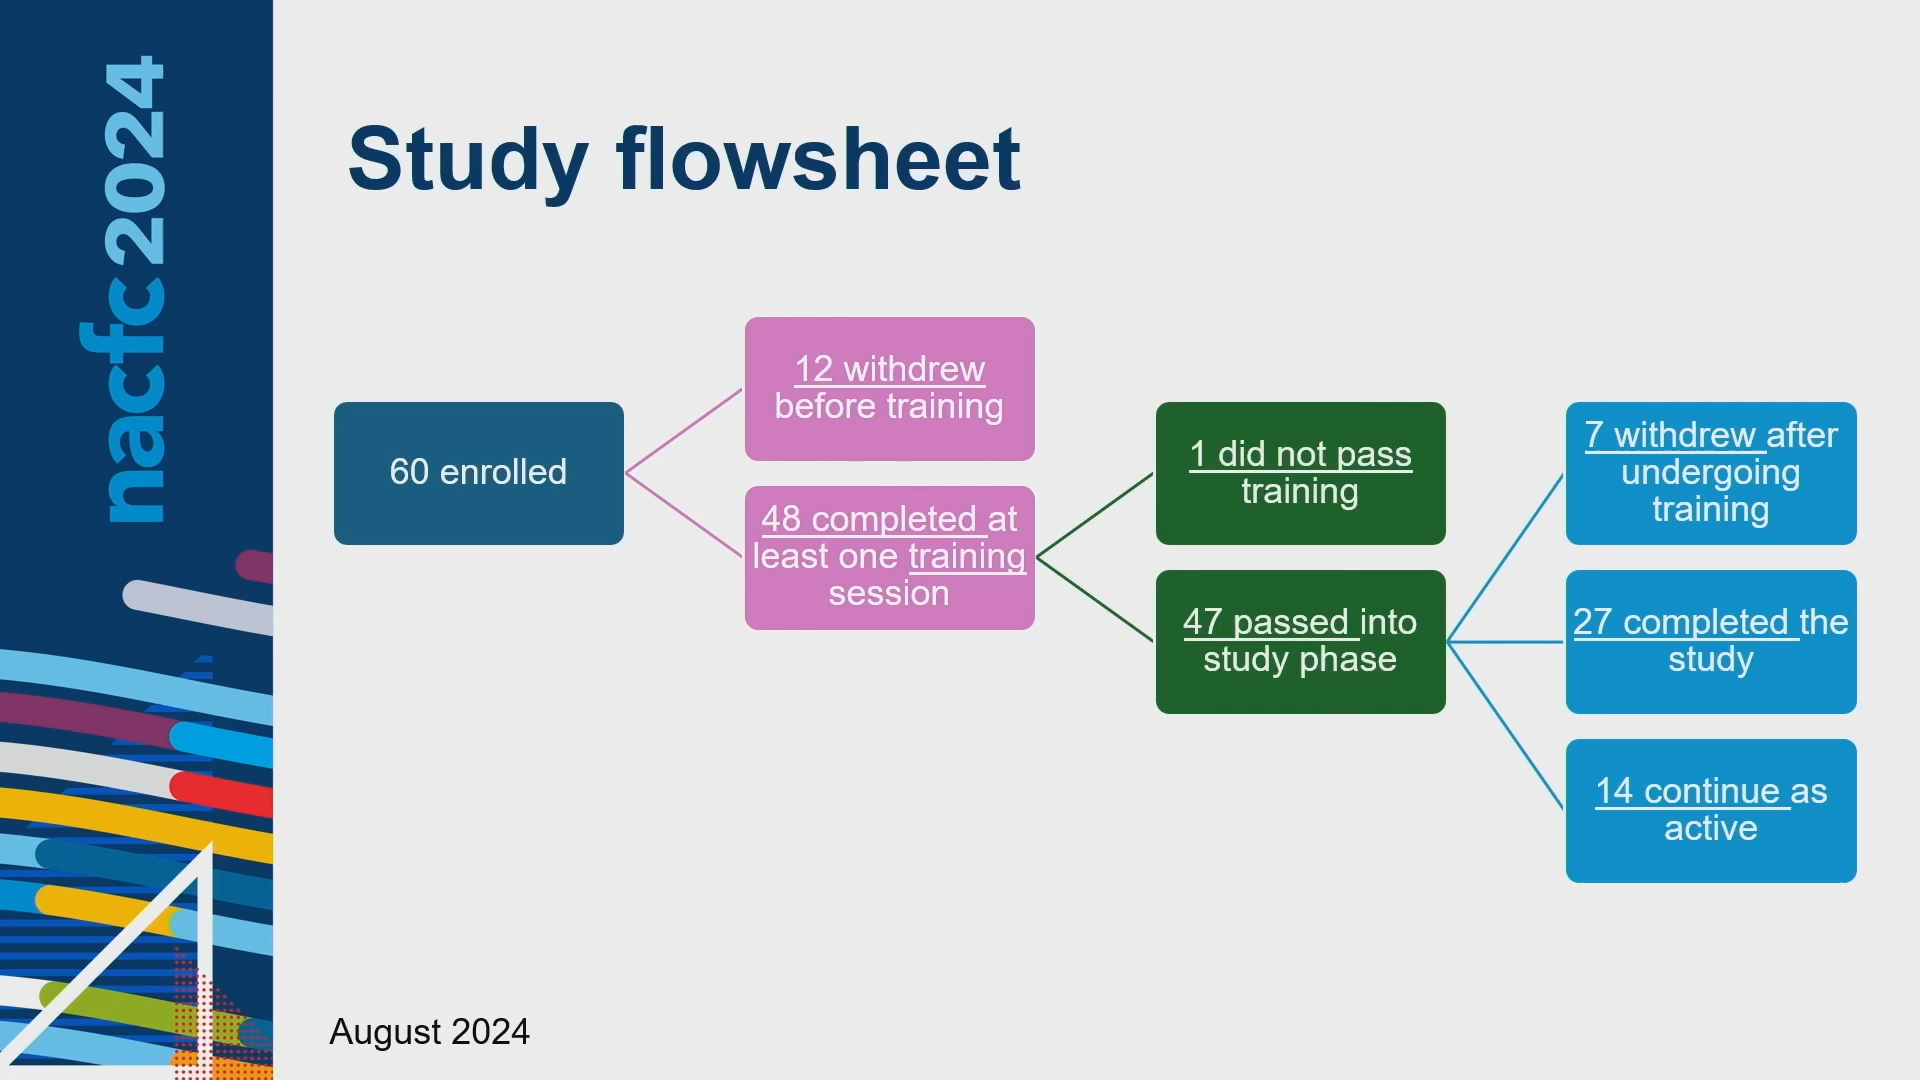 nacfc 2024
Study flowsheet
60 enrolled
12 withdrew
before training
48 completed at
least one training
session
1 did not pass
training
47 passed into
study phase
7 withdrew after
undergoing
training
27 completed the
study
14 continue as
active
August 2024